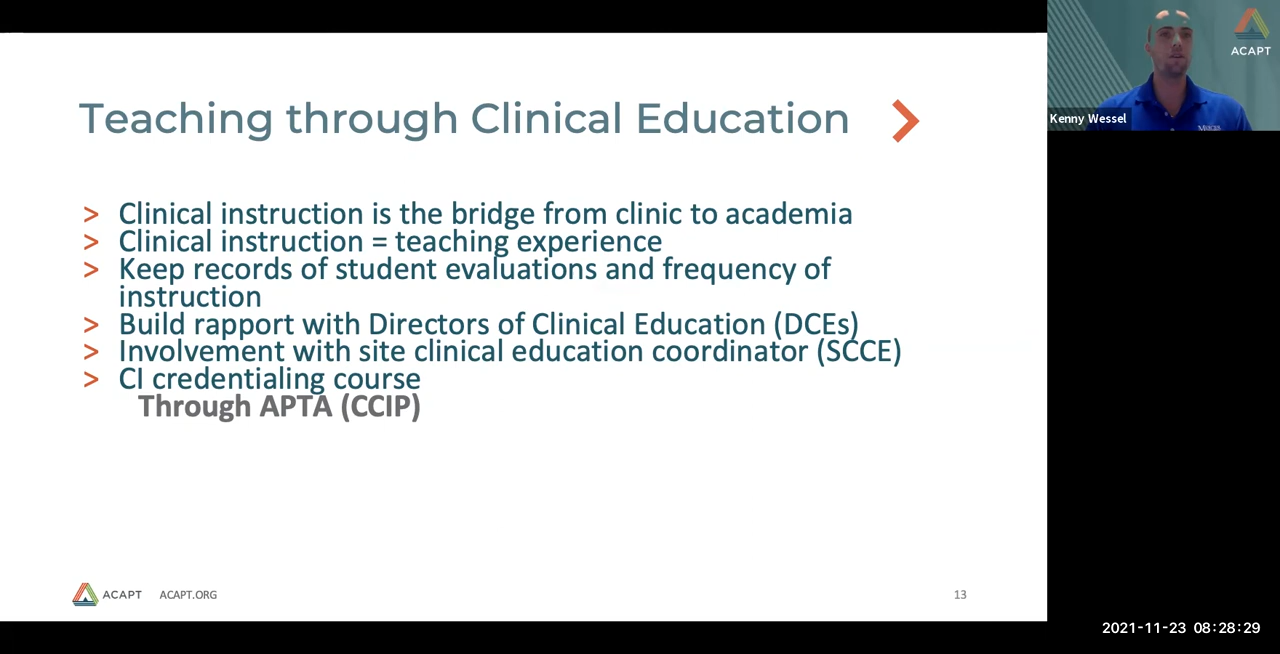 Teaching through Clinical Education >
> Clinical instruction is the bridge from clinic to academia
> Clinical instruction = teaching experience
> Keep records of student evaluations and frequency of
instruction
> Build rapport with Directors of Clinical Education (DCEs)
> Involvement with site clinical education coordinator (SCCE)
> CI credentialing course
Through APTA (CCIP)
ACAPT ACAPT.ORG 13
ACAPT
Kenny Wessel
2021-11-23 08:28:29